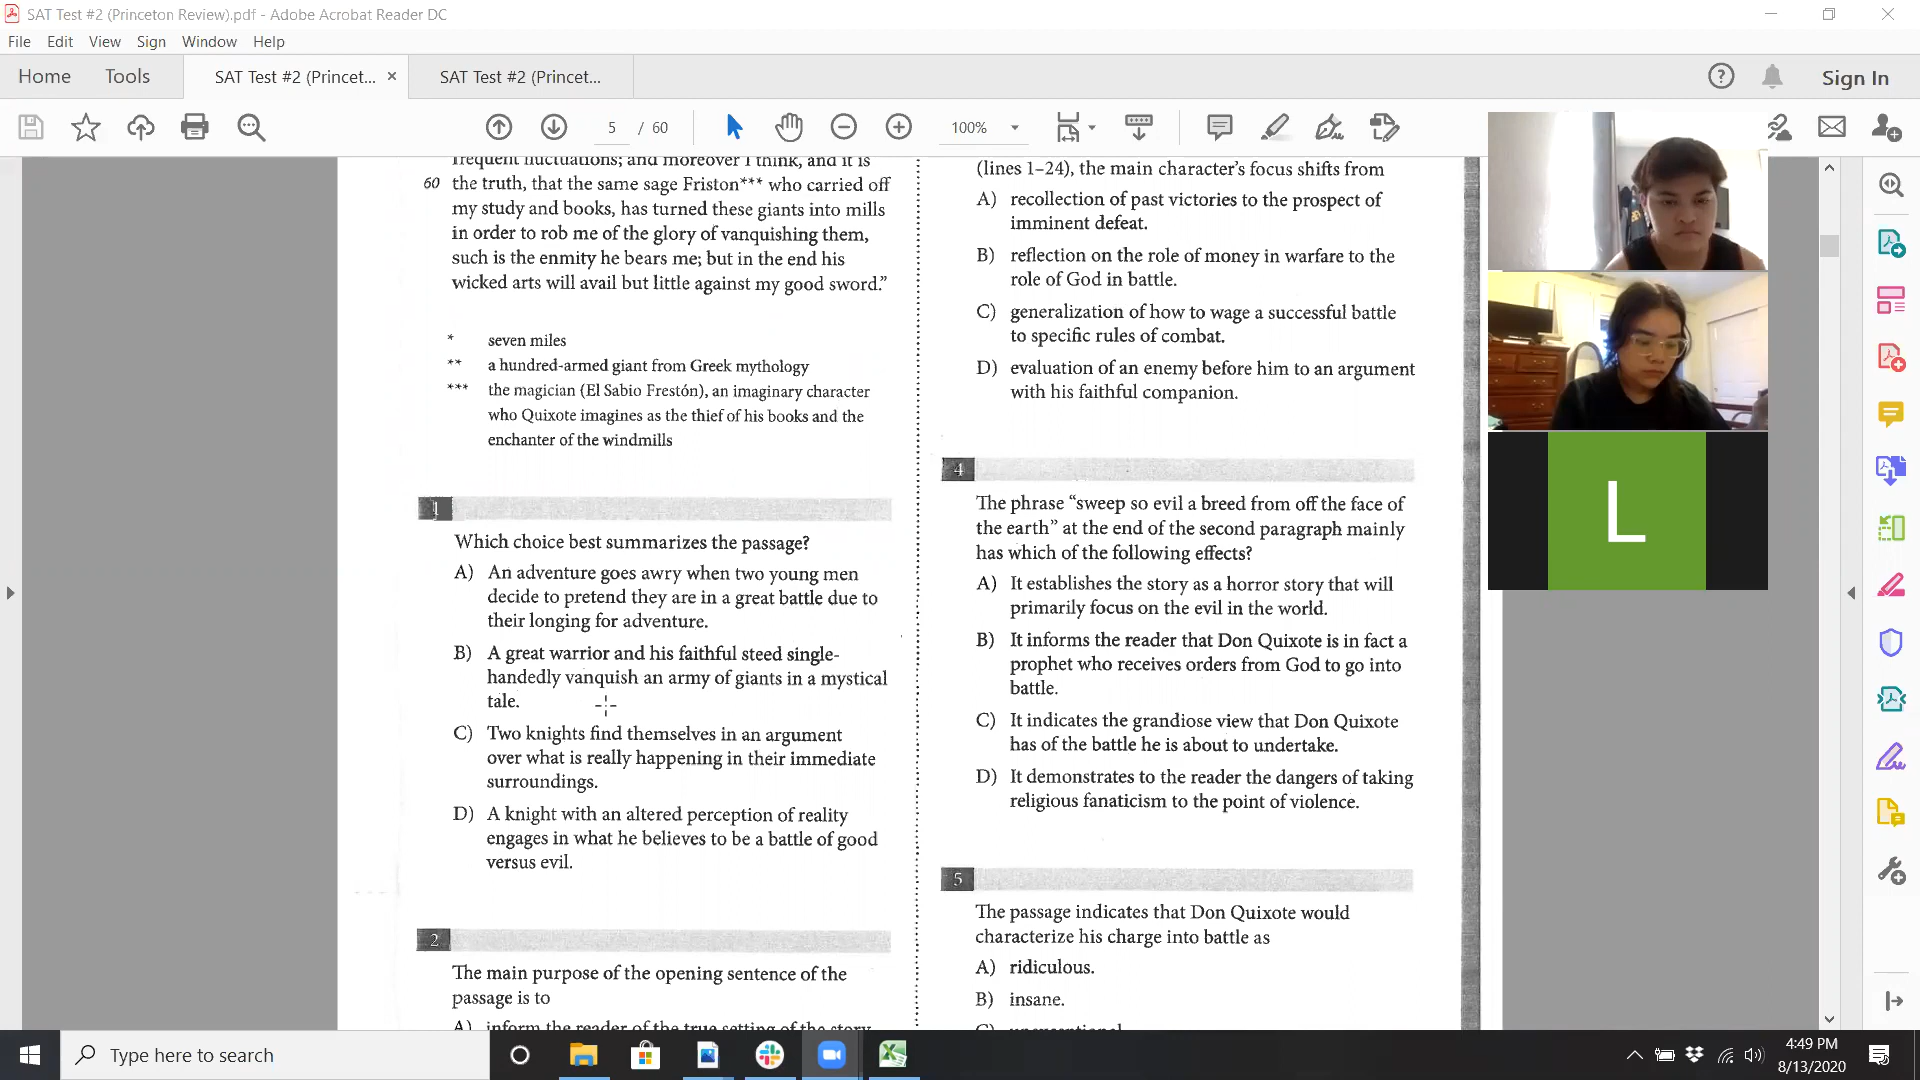 SAT Test #2 (Princeton Review).pdf - Adobe Acrobat Reader DC
File Edit View Sign Window Help
Home Tools SAT Test #2 (Princet... × SAT Test #2 (Princet... Sign In
5 / 60 100%
frequent fluctuations; and moreover I think, and it is
60 the truth, that the same sage Friston*** who carried off
my study and books, has turned these giants into mills
in order to rob me of the glory of vanquishing them,
such is the enmity he bears me; but in the end his
wicked arts will avail but little against my good sword.”
* seven miles
** a hundred-armed giant from Greek mythology
*** the magician (El Sabio Frestón), an imaginary character
who Quixote imagines as the thief of his books and the
enchanter of the windmills
1
Which choice best summarizes the passage?
A) An adventure goes awry when two young men
decide to pretend they are in a great battle due to
their longing for adventure.
B) A great warrior and his faithful steed single-
handedly vanquish an army of giants in a mystical
tale.
C) Two knights find themselves in an argument
over what is really happening in their immediate
surroundings.
D) A knight with an altered perception of reality
engages in what he believes to be a battle of good
versus evil.
2
The main purpose of the opening sentence of the
passage is to
A) inform the reader of the true setting of the story
(lines 1–24), the main character’s focus shifts from
A) recollection of past victories to the prospect of
imminent defeat.
B) reflection on the role of money in warfare to the
role of God in battle.
C) generalization of how to wage a successful battle
to specific rules of combat.
D) evaluation of an enemy before him to an argument
with his faithful companion.
4
The phrase “sweep so evil a breed from off the face of
the earth” at the end of the second paragraph mainly
has which of the following effects?
A) It establishes the story as a horror story that will
primarily focus on the evil in the world.
B) It informs the reader that Don Quixote is in fact a
prophet who receives orders from God to go into
battle.
C) It indicates the grandiose view that Don Quixote
has of the battle he is about to undertake.
D) It demonstrates to the reader the dangers of taking
religious fanaticism to the point of violence.
5
The passage indicates that Don Quixote would
characterize his charge into battle as
A) ridiculous.
B) insane.
C) unexceptional.
L
Type here to search
4:49 PM
8/13/2020